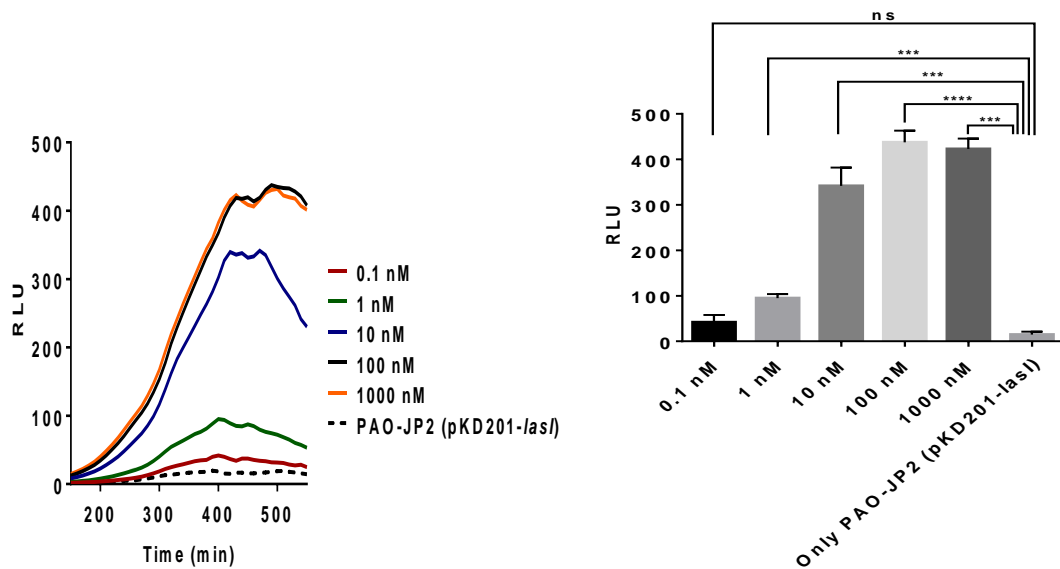 500
400
300
200
100
0
RLU
200 300 400 500
Time (min)
0.1 nM
1 nM
10 nM
100 nM
1000 nM
PAO-JP2 (pKD201-lasI)
ns
***
***
****
***
500
400
300
200
100
0
RLU
0.1 nM
1 nM
10 nM
100 nM
1000 nM
Only PAO-JP2 (pKD201-lasI)